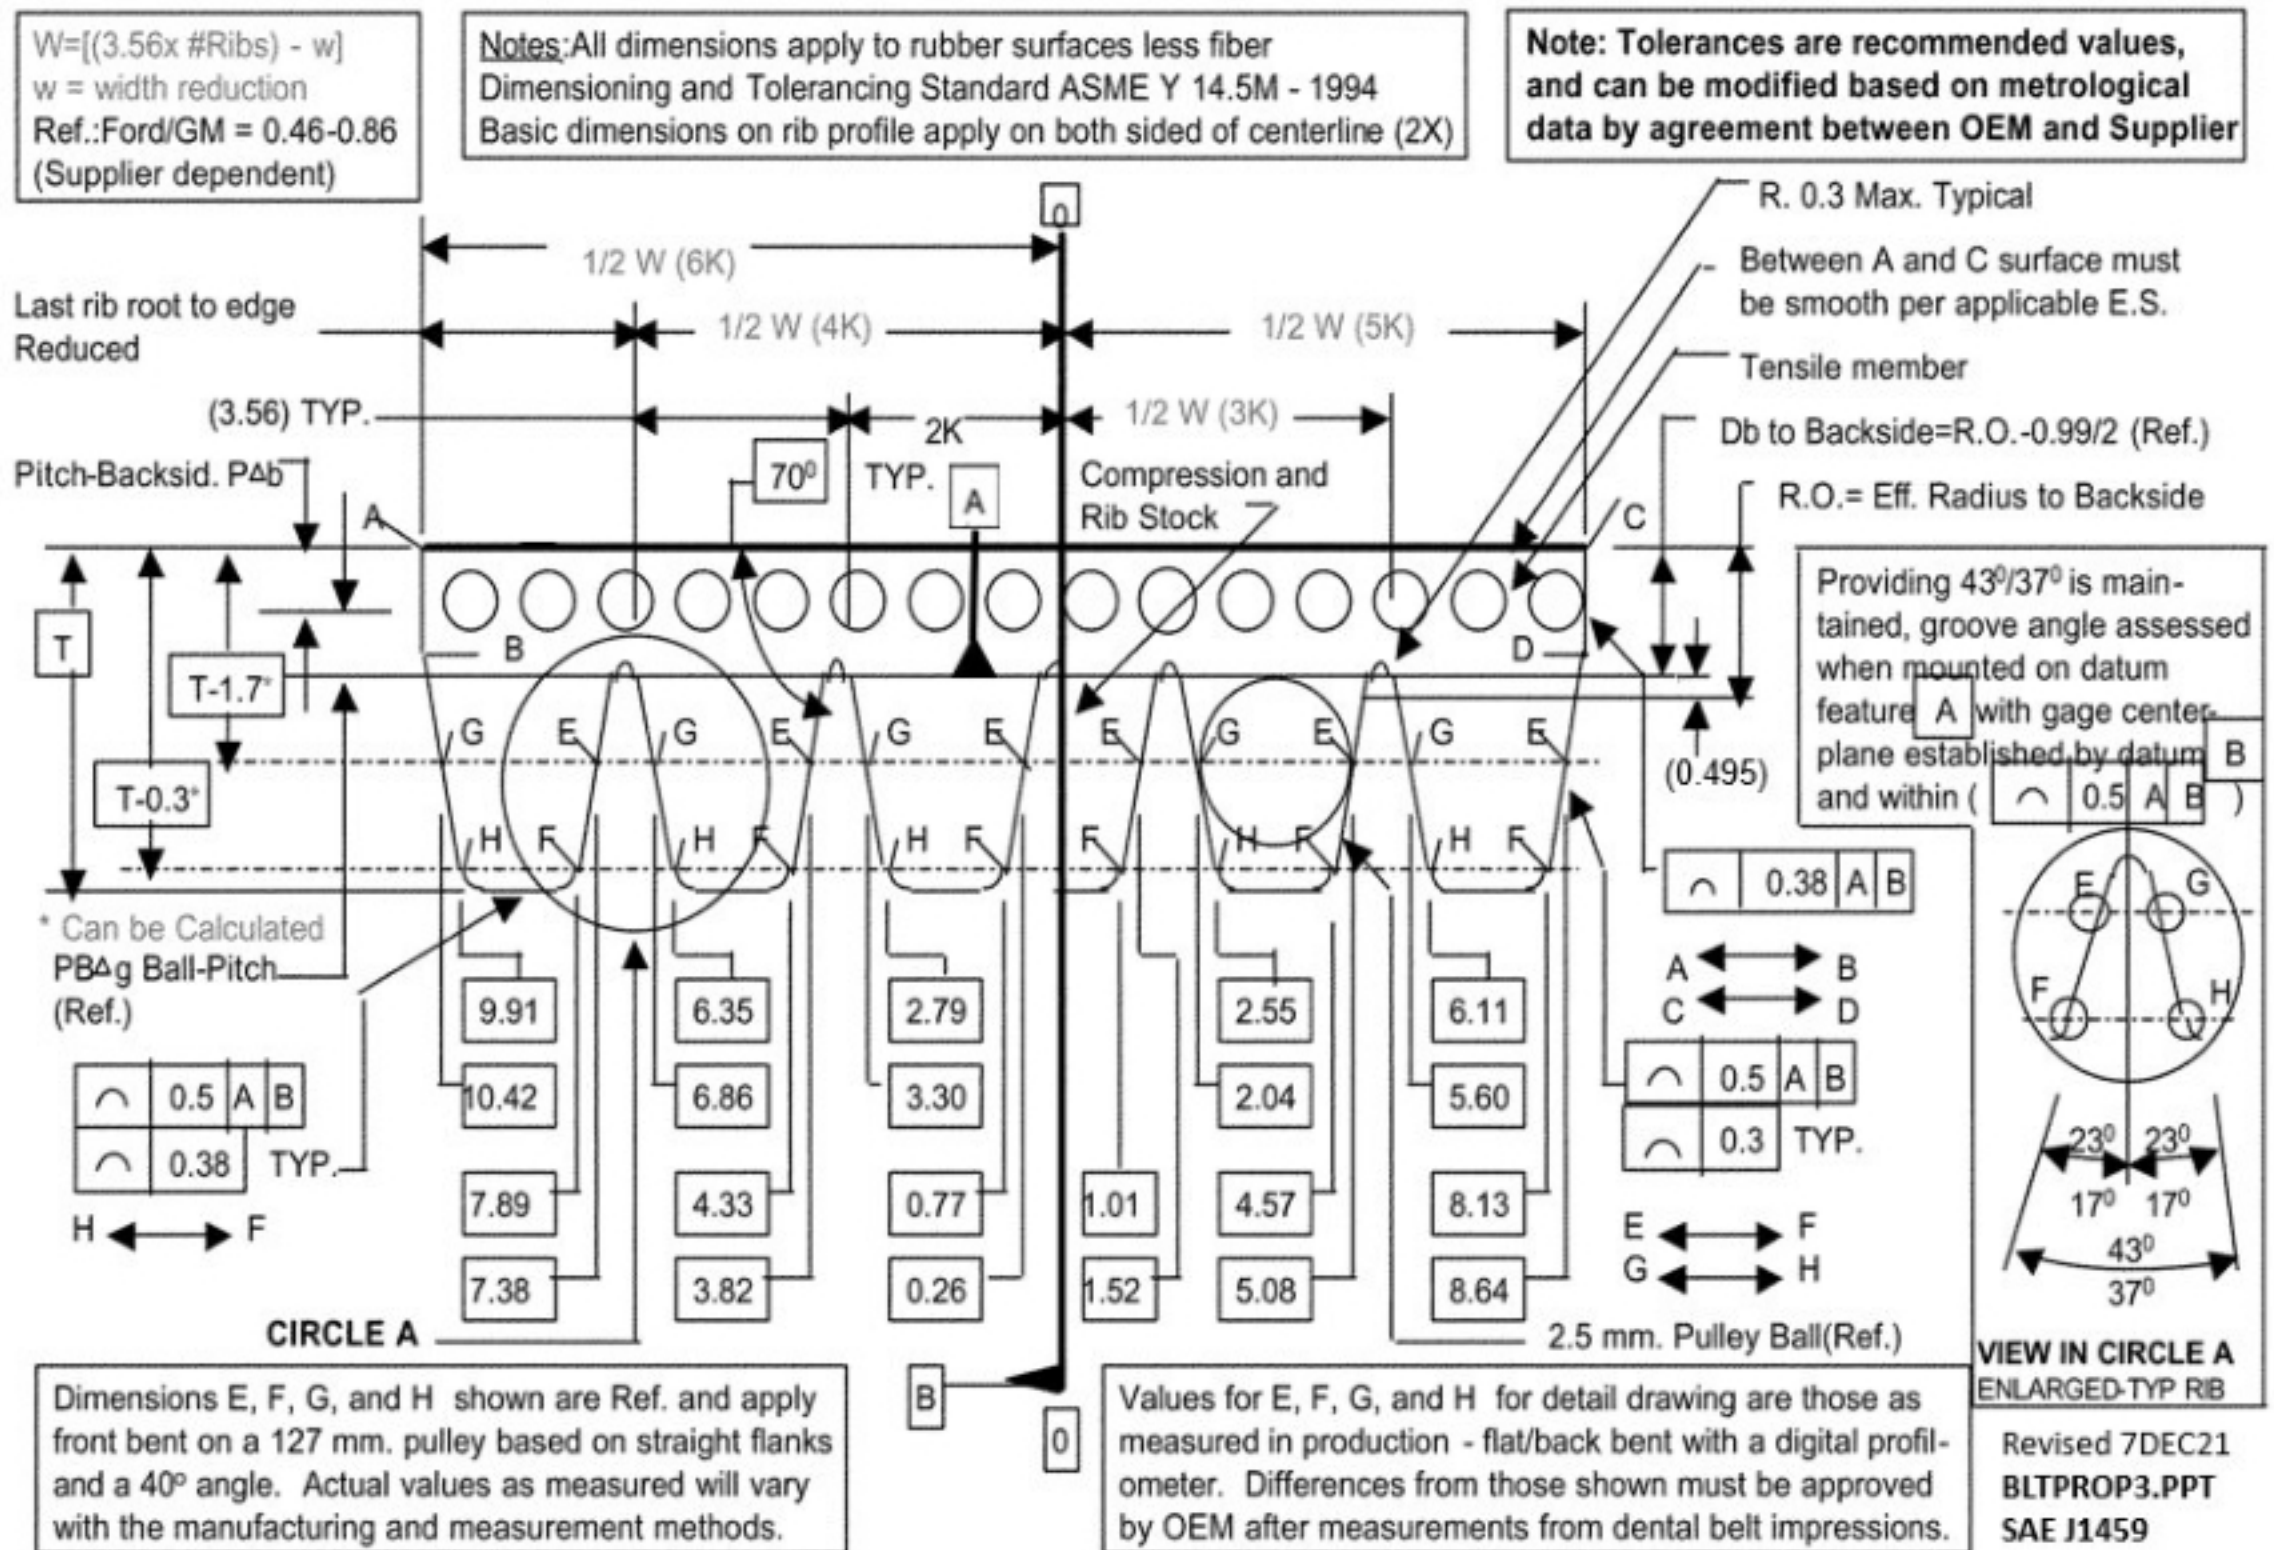 W=[(3.56x #Ribs) - w]
w = width reduction
Ref.:Ford/GM = 0.46-0.86
(Supplier dependent)
Notes:All dimensions apply to rubber surfaces less fiber
Dimensioning and Tolerancing Standard ASME Y 14.5M - 1994
Basic dimensions on rib profile apply on both sided of centerline (2X)
Note: Tolerances are recommended values,
and can be modified based on metrological
data by agreement between OEM and Supplier
0
R. 0.3 Max. Typical
1/2 W (6K)
Between A and C surface must
be smooth per applicable E.S.
Last rib root to edge
Reduced
1/2 W (4K)
1/2 W (5K)
Tensile member
(3.56) TYP.
2K
1/2 W (3K)
Db to Backside=R.O.-0.99/2 (Ref.)
Pitch-Backsid. P∆b
70⁰
TYP.
A
Compression and
Rib Stock
R.O.= Eff. Radius to Backside
A
C
T
B
D
T-1.7*
T-0.3*
G E G E G E E G E G E
H F H F H F F H F H F
(0.495)
Providing 43⁰/37⁰ is main-
tained, groove angle assessed
when mounted on datum
feature A with gage center-
plane established by datum B
and within ( ⌒ 0.5 A B )
⌒ 0.38 A B
E G
F H
* Can be Calculated
PB∆g Ball-Pitch
(Ref.)
A B
C D
9.91 6.35 2.79 2.55 6.11
10.42 6.86 3.30 2.04 5.60
7.89 4.33 0.77 1.01 4.57 8.13
7.38 3.82 0.26 1.52 5.08 8.64
⌒ 0.5 A B
⌒ 0.38 TYP.
H F
⌒ 0.5 A B
⌒ 0.3 TYP.
E F
G H
23⁰ 23⁰
17⁰ 17⁰
43⁰
37⁰
CIRCLE A
2.5 mm. Pulley Ball(Ref.)
VIEW IN CIRCLE A
ENLARGED-TYP RIB
B
0
Dimensions E, F, G, and H shown are Ref. and apply
front bent on a 127 mm. pulley based on straight flanks
and a 40º angle. Actual values as measured will vary
with the manufacturing and measurement methods.
Values for E, F, G, and H for detail drawing are those as
measured in production - flat/back bent with a digital profil-
ometer. Differences from those shown must be approved
by OEM after measurements from dental belt impressions.
Revised 7DEC21
BLTPROP3.PPT
SAE J1459